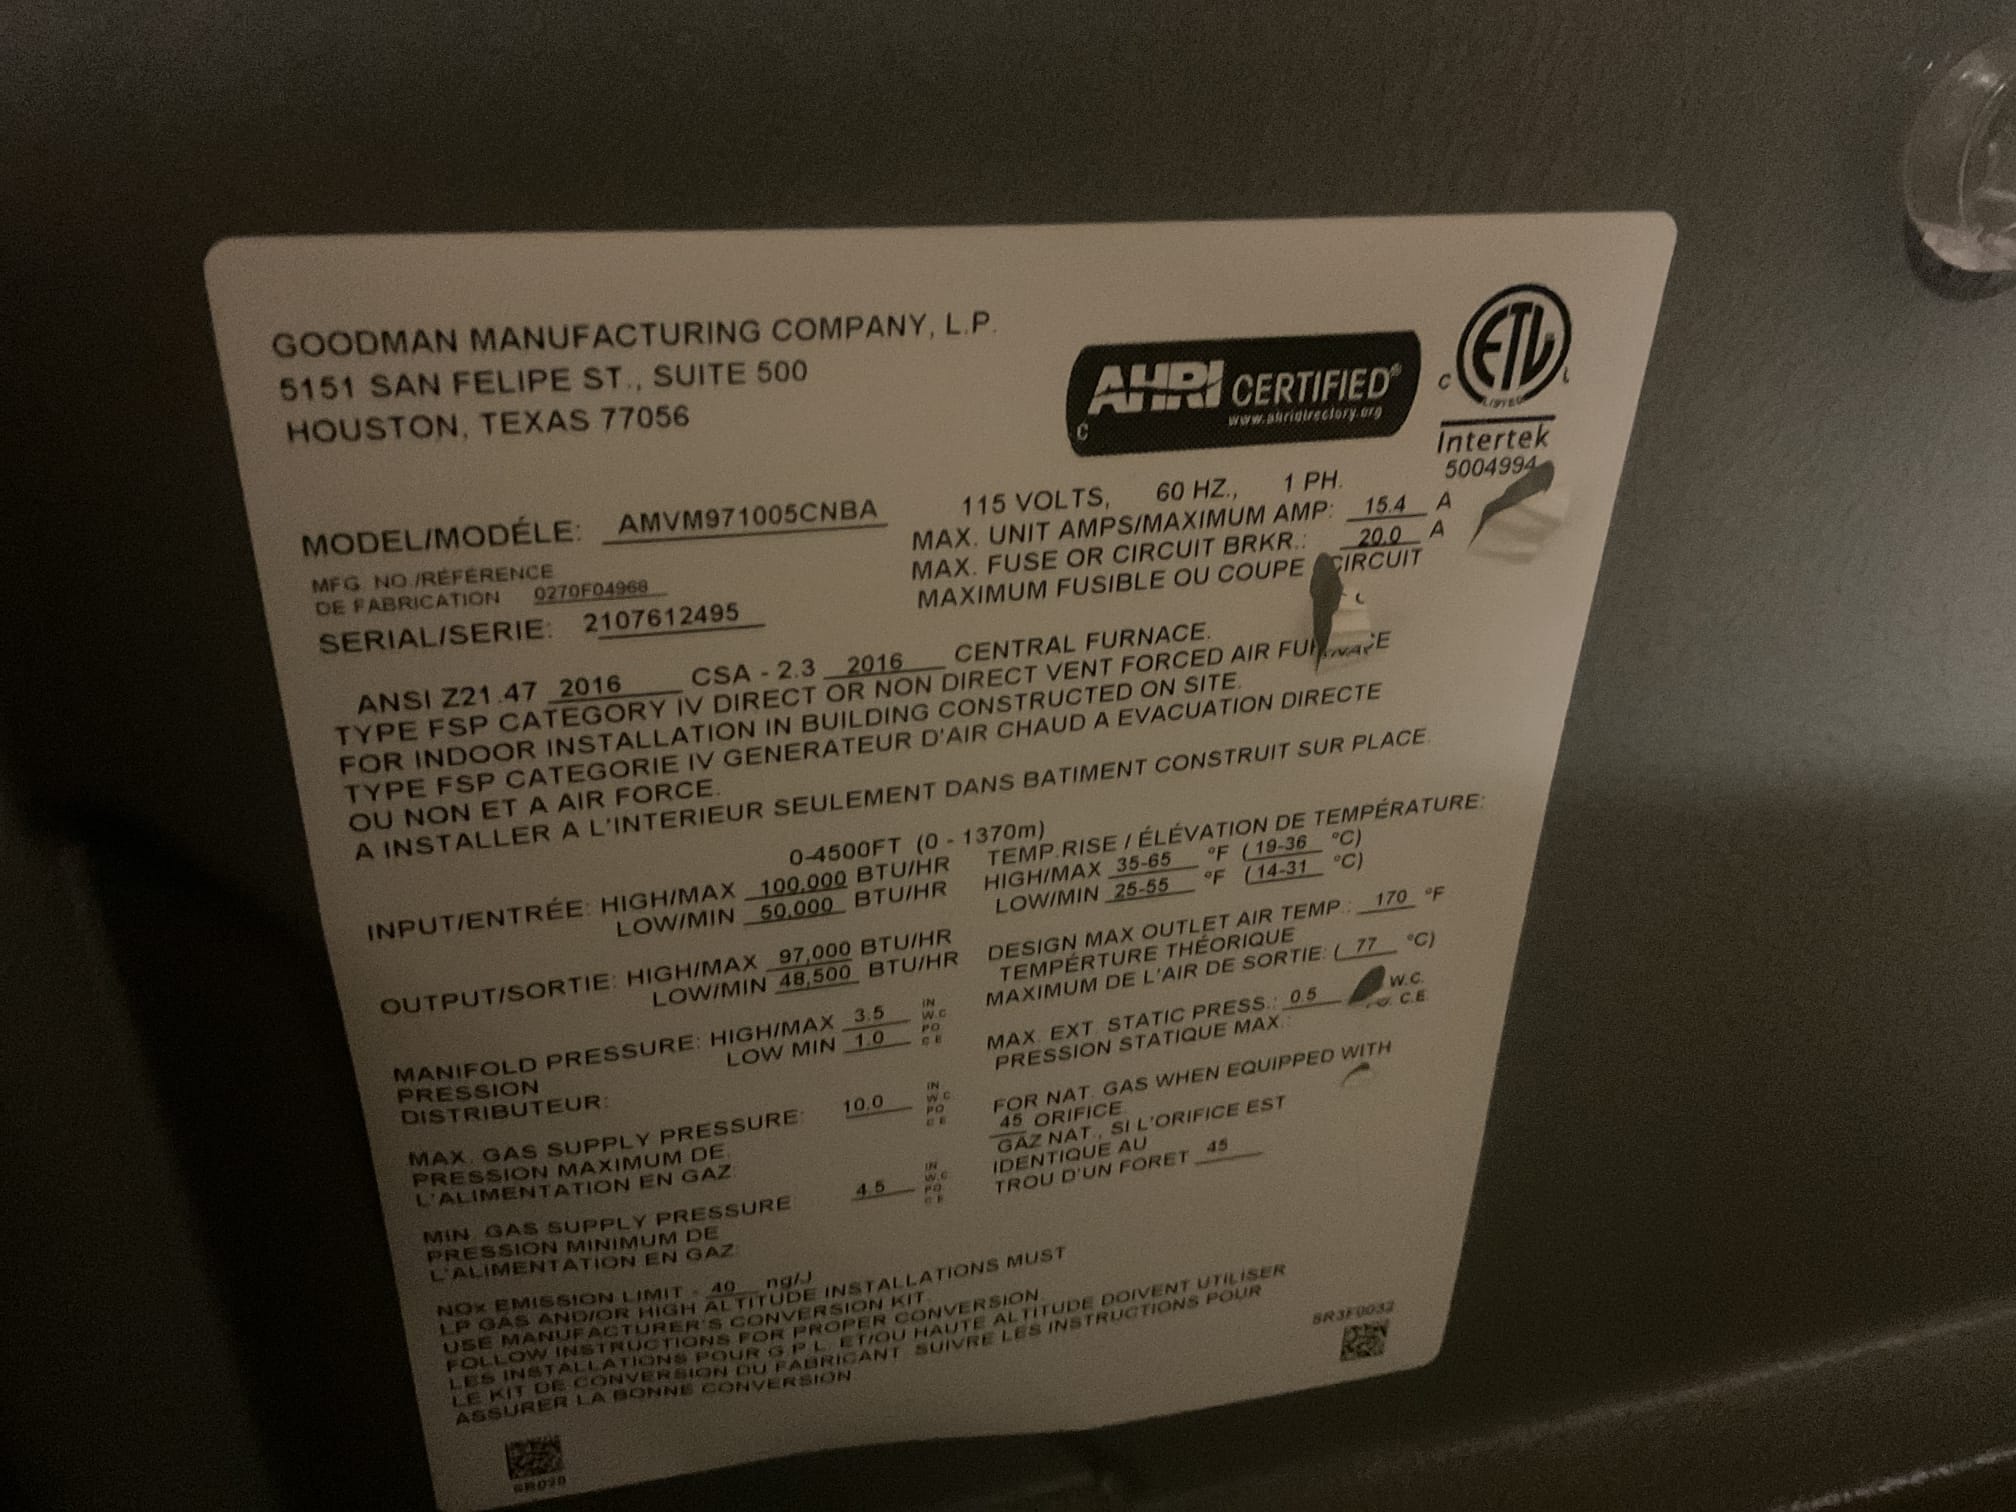 GOODMAN MANUFACTURING COMPANY, L.P.
5151 SAN FELIPE ST., SUITE 500
HOUSTON, TEXAS 77056
AHRI CERTIFIED®
www.ahridirectory.org
C
C ETL US
LISTED
Intertek
5004994
MODEL/MODÉLE: AMVM971005CNBA
MFG. NO./RÉFÉRENCE
DE FABRICATION 0270F04968
SERIAL/SERIE: 2107612495
115 VOLTS, 60 HZ., 1 PH.
MAX. UNIT AMPS/MAXIMUM AMP: 15.4 A
MAX. FUSE OR CIRCUIT BRKR.: 20.0 A
MAXIMUM FUSIBLE OU COUPE CIRCUIT
ANSI Z21.47 2016 CSA - 2.3 2016 CENTRAL FURNACE.
TYPE FSP CATEGORY IV DIRECT OR NON DIRECT VENT FORCED AIR FURNACE
FOR INDOOR INSTALLATION IN BUILDING CONSTRUCTED ON SITE.
TYPE FSP CATEGORIE IV GENERATEUR D'AIR CHAUD A EVACUATION DIRECTE
OU NON ET A AIR FORCE.
A INSTALLER A L'INTERIEUR SEULEMENT DANS BATIMENT CONSTRUIT SUR PLACE.
0-4500FT (0 - 1370m)
INPUT/ENTRÉE: HIGH/MAX 100,000 BTU/HR
LOW/MIN 50,000 BTU/HR
OUTPUT/SORTIE: HIGH/MAX 97,000 BTU/HR
LOW/MIN 48,500 BTU/HR
MANIFOLD PRESSURE: HIGH/MAX 3.5 IN W.C PO C E
LOW MIN 1.0
PRESSION
DISTRIBUTEUR:
MAX. GAS SUPPLY PRESSURE: 10.0 IN W.C PO C E
PRESSION MAXIMUM DE
L'ALIMENTATION EN GAZ:
MIN. GAS SUPPLY PRESSURE 4.5 IN W.C PO C E
PRESSION MINIMUM DE
L'ALIMENTATION EN GAZ:
TEMP.RISE / ÉLÉVATION DE TEMPÉRATURE:
HIGH/MAX 35-65 °F (19-36 °C)
LOW/MIN 25-55 °F (14-31 °C)
DESIGN MAX OUTLET AIR TEMP.: 170 °F
TEMPÉRTURE THÉORIQUE
MAXIMUM DE L'AIR DE SORTIE: (77 °C)
MAX. EXT. STATIC PRESS.: 0.5 W.C.
PRESSION STATIQUE MAX.: C.E.
FOR NAT. GAS WHEN EQUIPPED WITH
45 ORIFICE
GAZ NAT., SI L'ORIFICE EST
IDENTIQUE AU
TROU D'UN FORET 45
NOx EMISSION LIMIT - 40 ng/J
LP GAS AND/OR HIGH ALTITUDE INSTALLATIONS MUST
USE MANUFACTURER'S CONVERSION KIT.
FOLLOW INSTRUCTIONS FOR PROPER CONVERSION.
LES INSTALLATIONS POUR G.P.L. ET/OU HAUTE ALTITUDE DOIVENT UTILISER
LE KIT DE CONVERSION DU FABRICANT SUIVRE LES INSTRUCTIONS POUR
ASSURER LA BONNE CONVERSION